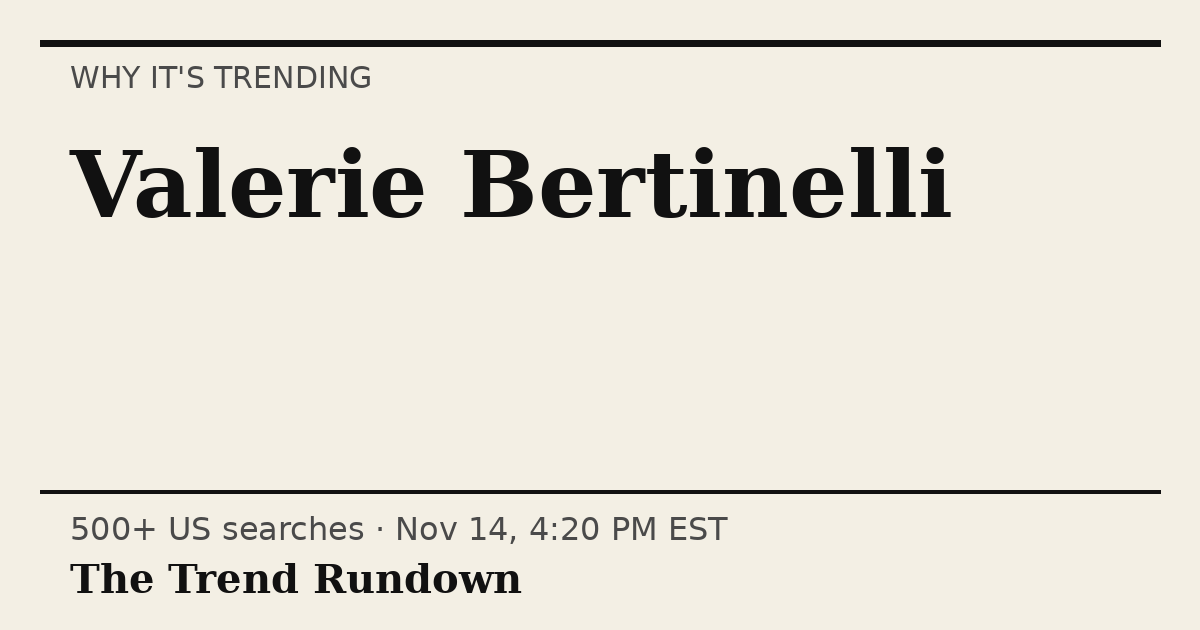 WHY IT'S TRENDING
Valerie Bertinelli
500+ US searches · Nov 14, 4:20 PM EST
The Trend Rundown